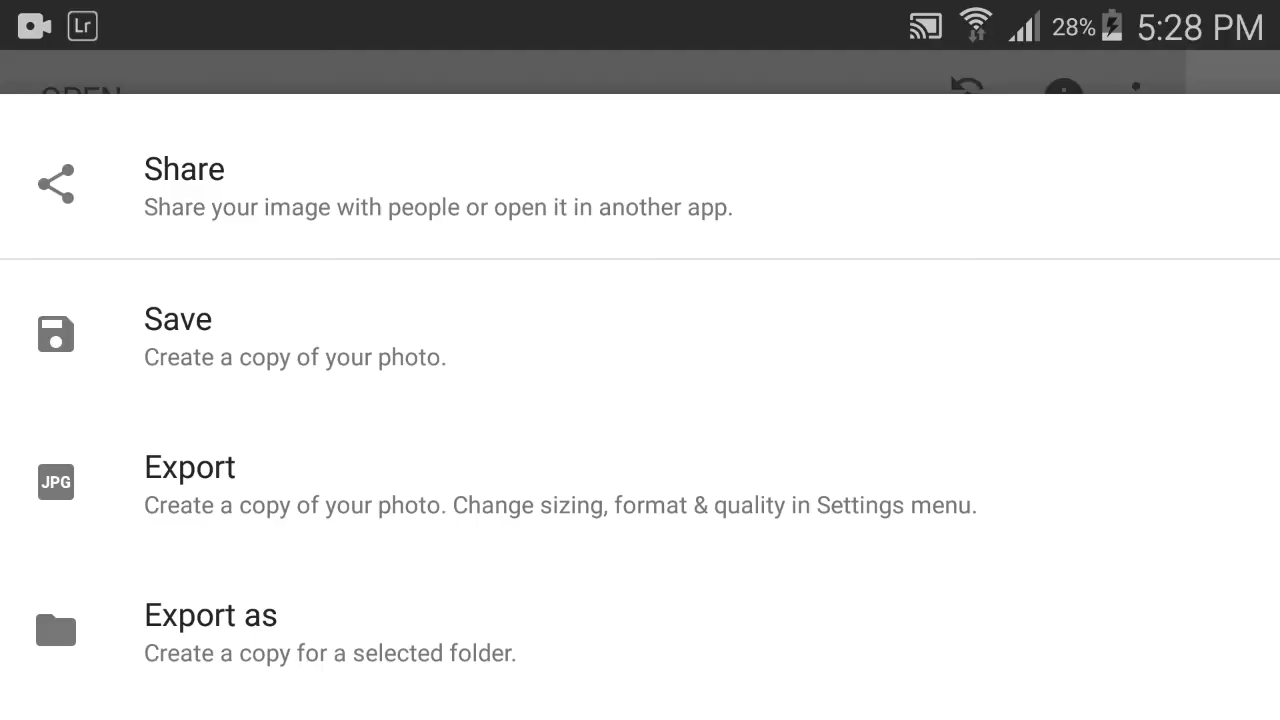 Lr 28% 5:28 PM
OPEN
Share
Share your image with people or open it in another app.
Save
Create a copy of your photo.
JPG
Export
Create a copy of your photo. Change sizing, format & quality in Settings menu.
Export as
Create a copy for a selected folder.